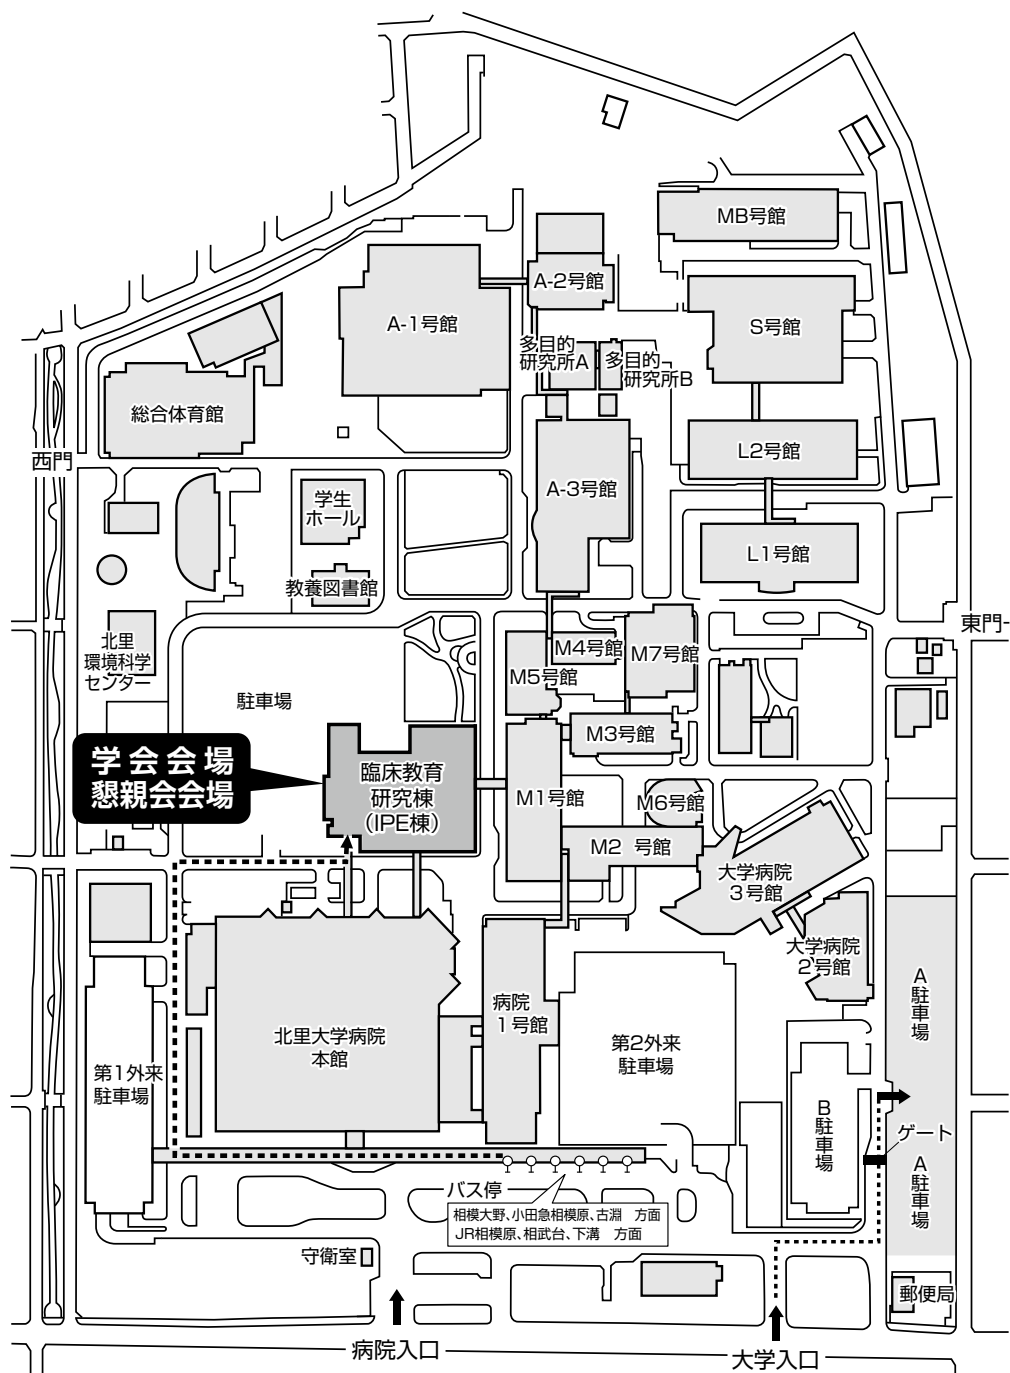 MB号館
A-2号館
A-1号館
S号館
多目的
研究所A
多目的
研究所B
総合体育館
L2号館
西門
A-3号館
学生
ホール
L1号館
教養図書館
東門
北里
環境科学
センター
M4号館
M7号館
M5号館
駐車場
M3号館
学会会場
懇親会会場
臨床教育
研究棟
（IPE棟）
M1号館
M6号館
M2 号館
大学病院
3号館
大学病院
2号館
A駐車場
病院
1号館
北里大学病院
本館
第2外来
駐車場
第1外来
駐車場
B駐車場
ゲート
A駐車場
バス停
相模大野、小田急相模原、古淵 方面
JR相模原、相武台、下溝 方面
守衛室
郵便局
病院入口
大学入口